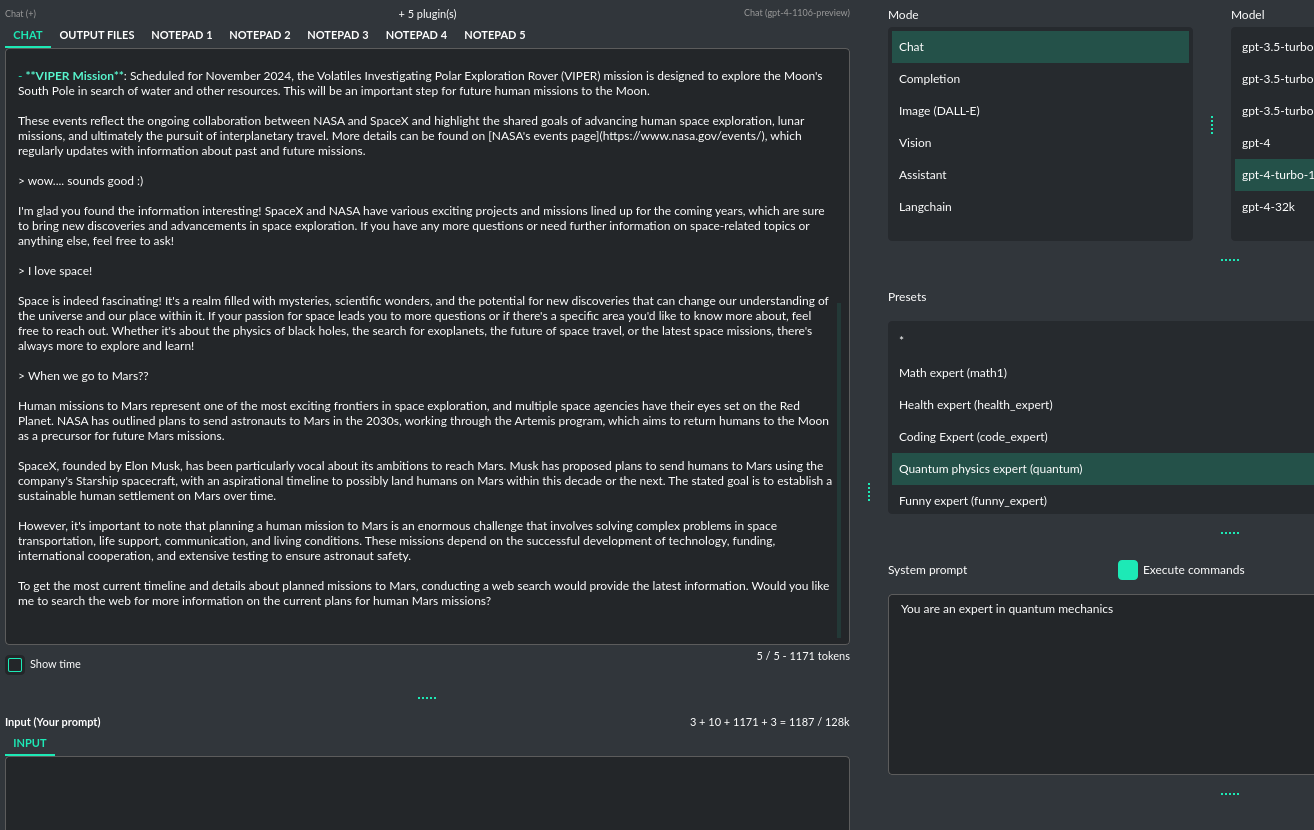 Chat (+)
+ 5 plugin(s)
Chat (gpt-4-1106-preview)
CHAT
OUTPUT FILES
NOTEPAD 1
NOTEPAD 2
NOTEPAD 3
NOTEPAD 4
NOTEPAD 5
- **VIPER Mission**: Scheduled for November 2024, the Volatiles Investigating Polar Exploration Rover (VIPER) mission is designed to explore the Moon's
South Pole in search of water and other resources. This will be an important step for future human missions to the Moon.
These events reflect the ongoing collaboration between NASA and SpaceX and highlight the shared goals of advancing human space exploration, lunar
missions, and ultimately the pursuit of interplanetary travel. More details can be found on [NASA's events page](https://www.nasa.gov/events/), which
regularly updates with information about past and future missions.
> wow.... sounds good :)
I'm glad you found the information interesting! SpaceX and NASA have various exciting projects and missions lined up for the coming years, which are sure
to bring new discoveries and advancements in space exploration. If you have any more questions or need further information on space-related topics or
anything else, feel free to ask!
> I love space!
Space is indeed fascinating! It's a realm filled with mysteries, scientific wonders, and the potential for new discoveries that can change our understanding of
the universe and our place within it. If your passion for space leads you to more questions or if there's a specific area you'd like to know more about, feel
free to reach out. Whether it's about the physics of black holes, the search for exoplanets, the future of space travel, or the latest space missions, there's
always more to explore and learn!
> When we go to Mars??
Human missions to Mars represent one of the most exciting frontiers in space exploration, and multiple space agencies have their eyes set on the Red
Planet. NASA has outlined plans to send astronauts to Mars in the 2030s, working through the Artemis program, which aims to return humans to the Moon
as a precursor for future Mars missions.
SpaceX, founded by Elon Musk, has been particularly vocal about its ambitions to reach Mars. Musk has proposed plans to send humans to Mars using the
company's Starship spacecraft, with an aspirational timeline to possibly land humans on Mars within this decade or the next. The stated goal is to establish a
sustainable human settlement on Mars over time.
However, it's important to note that planning a human mission to Mars is an enormous challenge that involves solving complex problems in space
transportation, life support, communication, and living conditions. These missions depend on the successful development of technology, funding,
international cooperation, and extensive testing to ensure astronaut safety.
To get the most current timeline and details about planned missions to Mars, conducting a web search would provide the latest information. Would you like
me to search the web for more information on the current plans for human Mars missions?
Show time
5 / 5 - 1171 tokens
Input (Your prompt)
3 + 10 + 1171 + 3 = 1187 / 128k
INPUT
Mode
Chat
Completion
Image (DALL-E)
Vision
Assistant
Langchain
Model
gpt-3.5-turbo
gpt-3.5-turbo
gpt-3.5-turbo
gpt-4
gpt-4-turbo-1
gpt-4-32k
Presets
*
Math expert (math1)
Health expert (health_expert)
Coding Expert (code_expert)
Quantum physics expert (quantum)
Funny expert (funny_expert)
System prompt
Execute commands
You are an expert in quantum mechanics